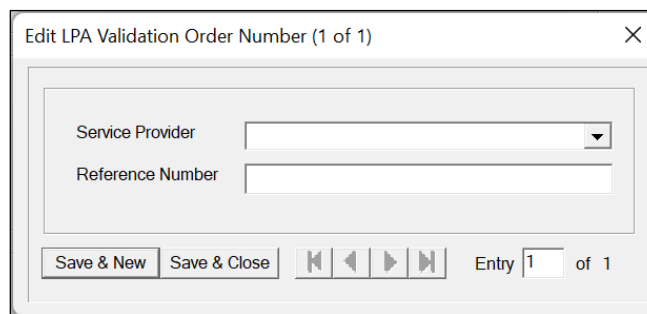 Edit LPA Validation Order Number (1 of 1)
Service Provider
Reference Number
Save & New Save & Close Entry 1 of 1